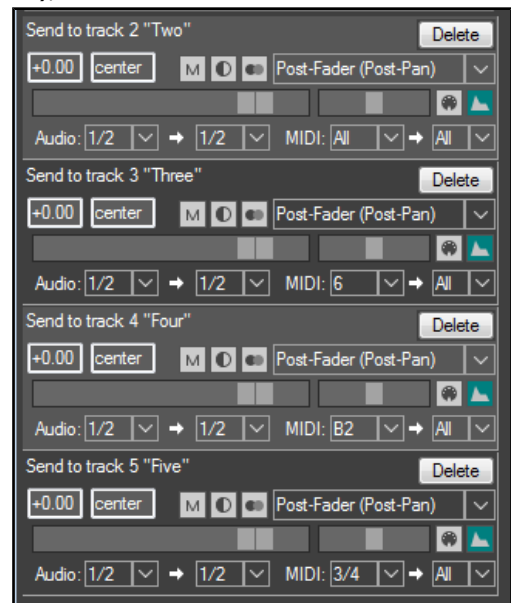 Send to track 2 "Two" Delete
+0.00 center M Post-Fader (Post-Pan)
Audio: 1/2 → 1/2 MIDI: All → All
Send to track 3 "Three" Delete
+0.00 center M Post-Fader (Post-Pan)
Audio: 1/2 → 1/2 MIDI: 6 → All
Send to track 4 "Four" Delete
+0.00 center M Post-Fader (Post-Pan)
Audio: 1/2 → 1/2 MIDI: B2 → All
Send to track 5 "Five" Delete
+0.00 center M Post-Fader (Post-Pan)
Audio: 1/2 → 1/2 MIDI: 3/4 → All